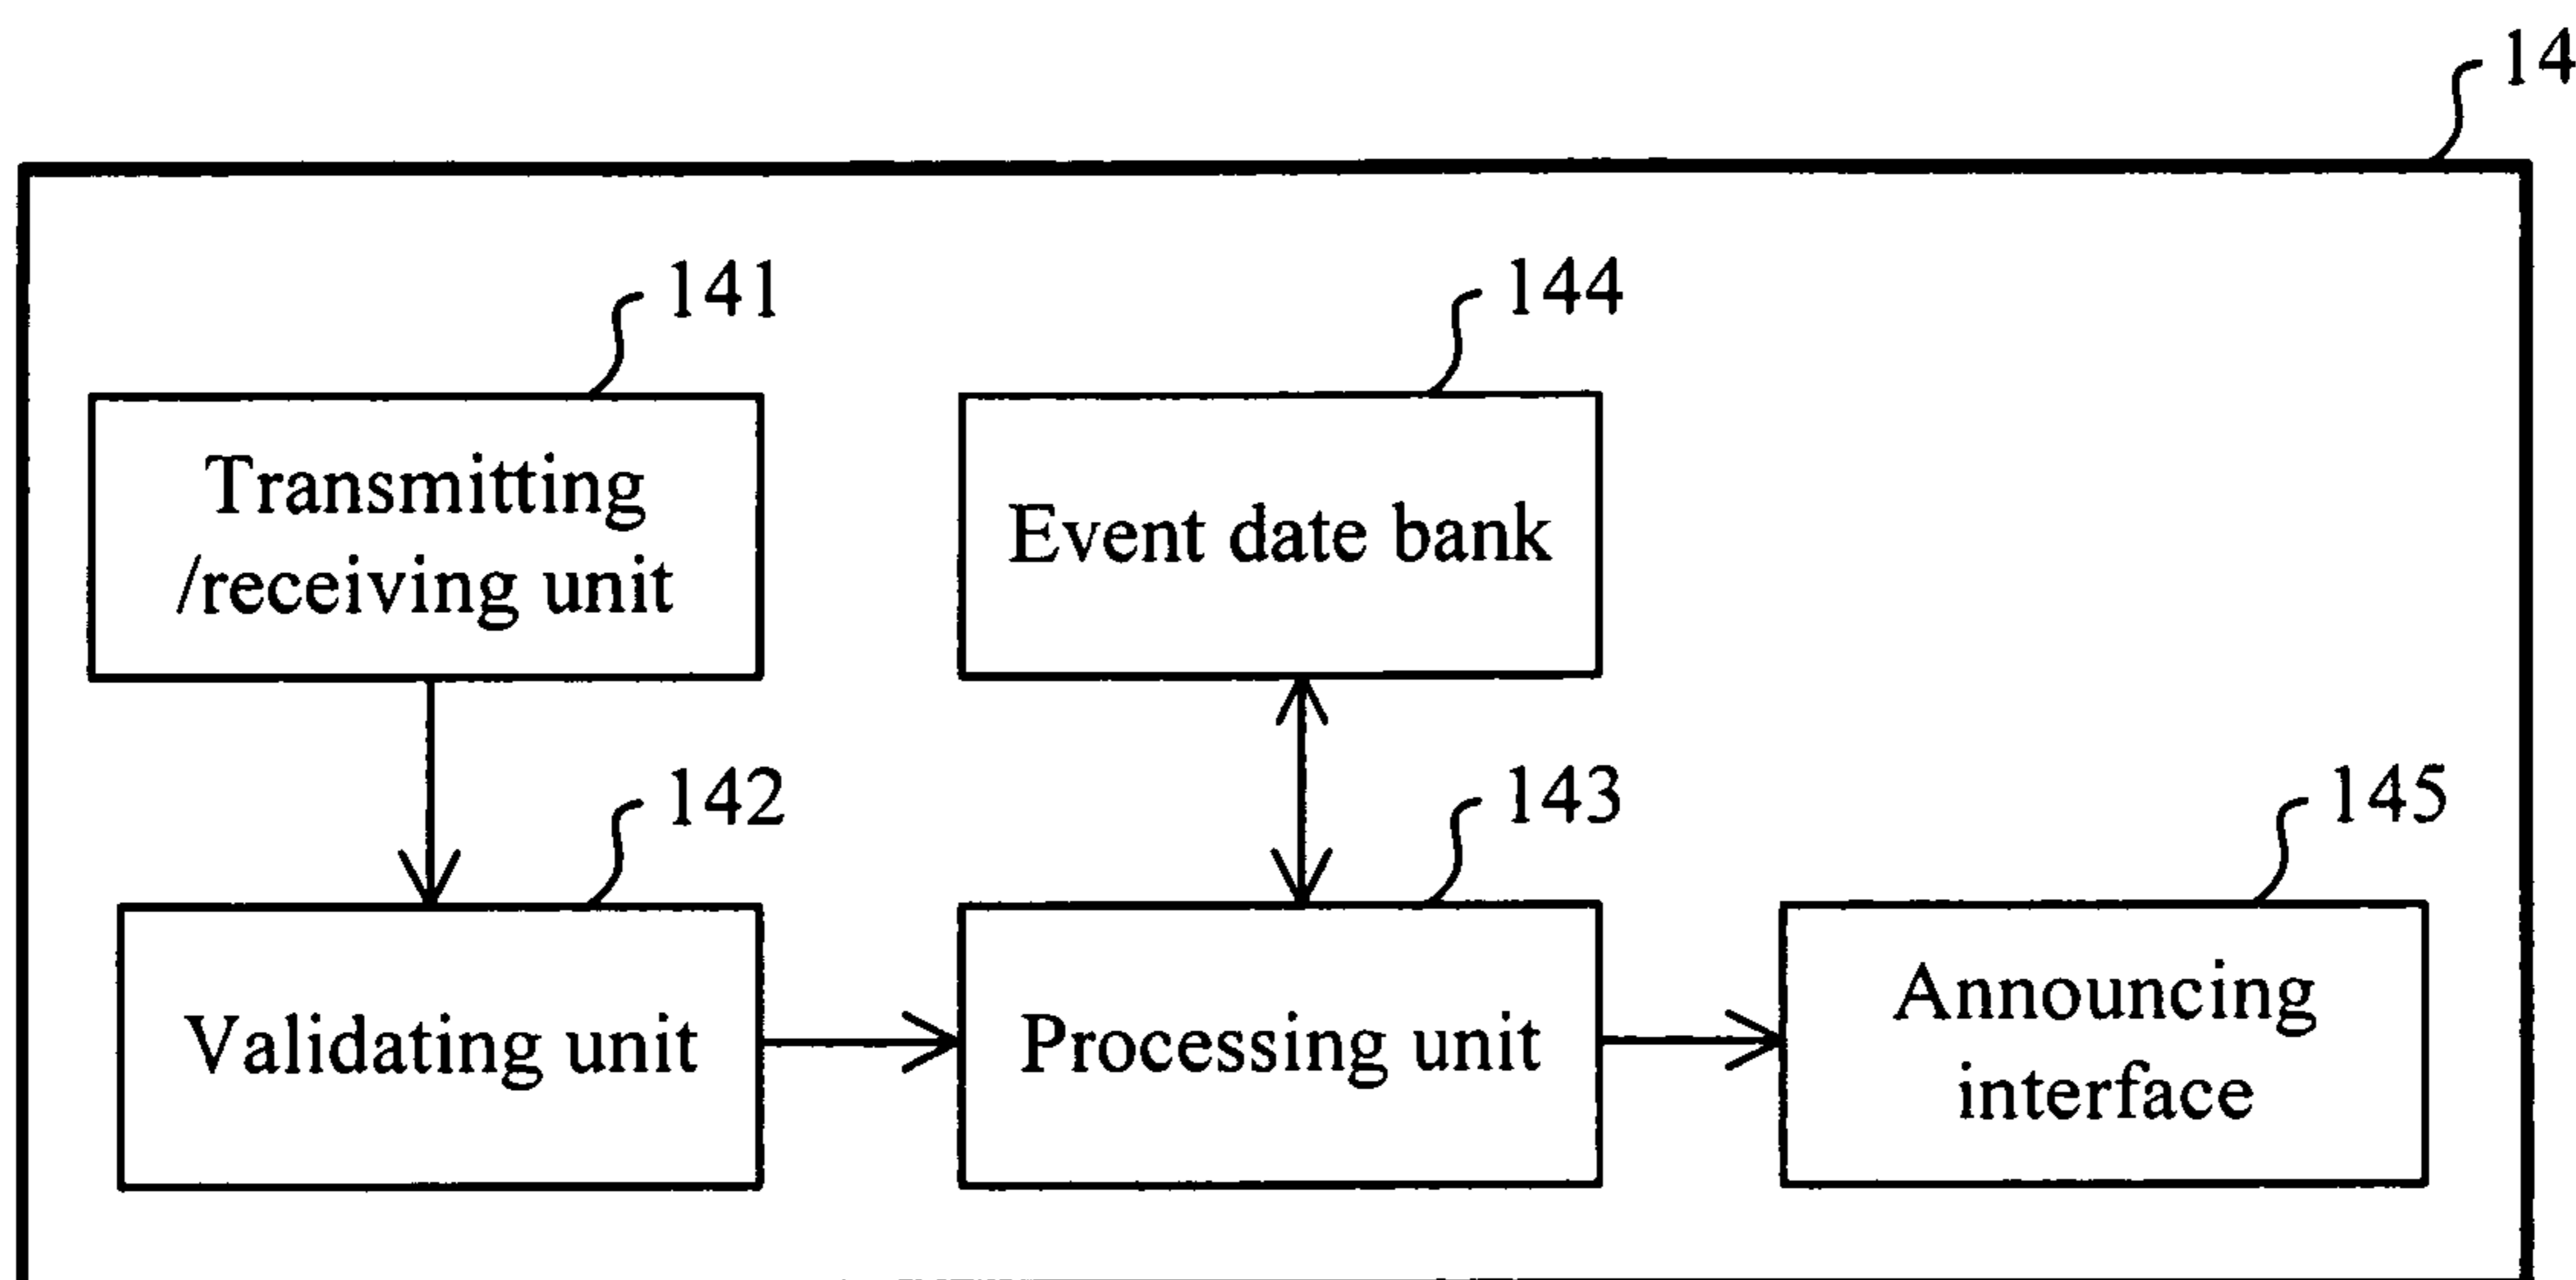 14
141
144
Transmitting
/receiving unit
Event date bank
142
143
145
Validating unit
Processing unit
Announcing
interface